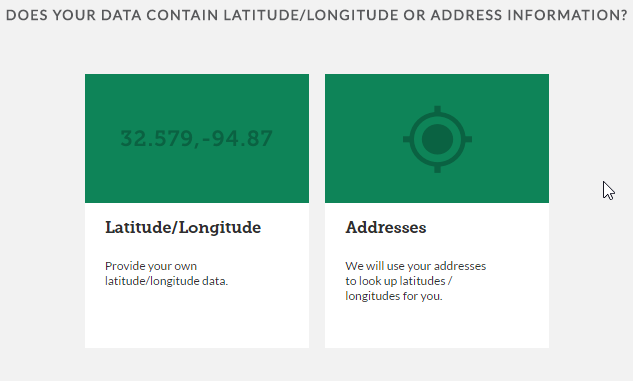 DOES YOUR DATA CONTAIN LATITUDE/LONGITUDE OR ADDRESS INFORMATION?
32.579,-94.87
Latitude/Longitude
Provide your own
latitude/longitude data.
Addresses
We will use your addresses
to look up latitudes /
longitudes for you.